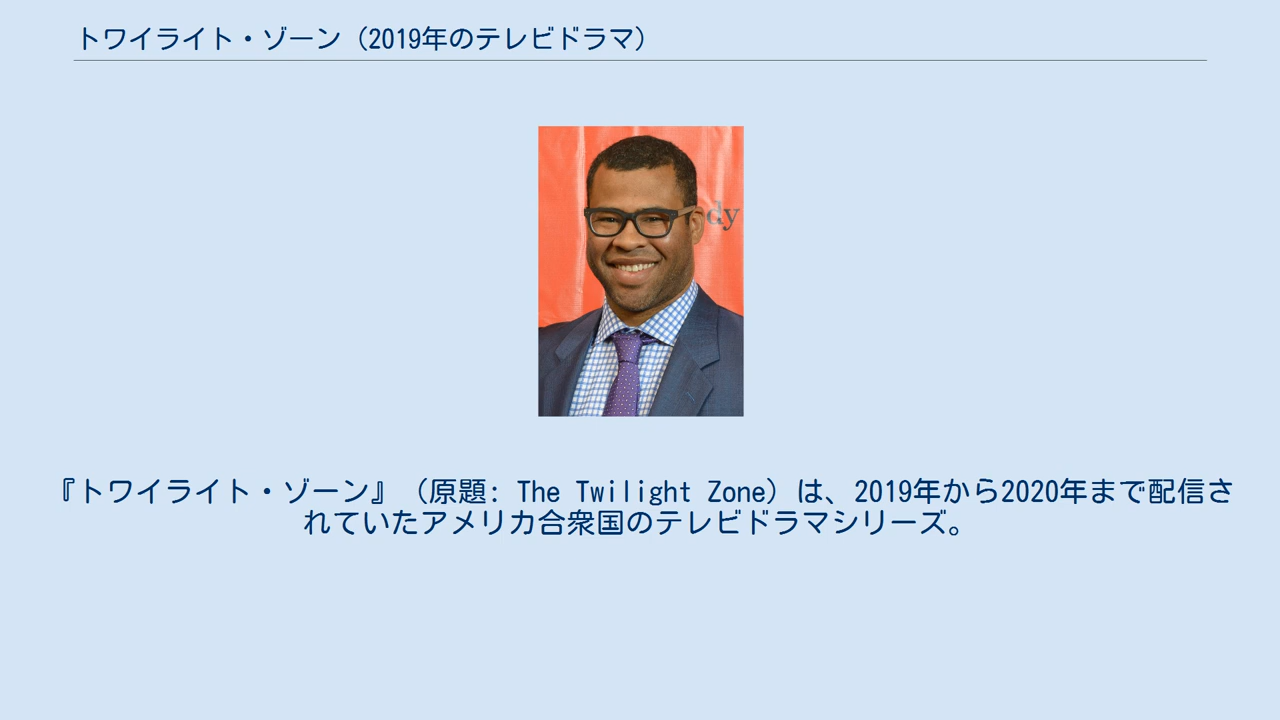 トワイライト・ゾーン（2019年のテレビドラマ）
dy
『トワイライト・ゾーン』（原題: The Twilight Zone）は、2019年から2020年まで配信さ
れていたアメリカ合衆国のテレビドラマシリーズ。